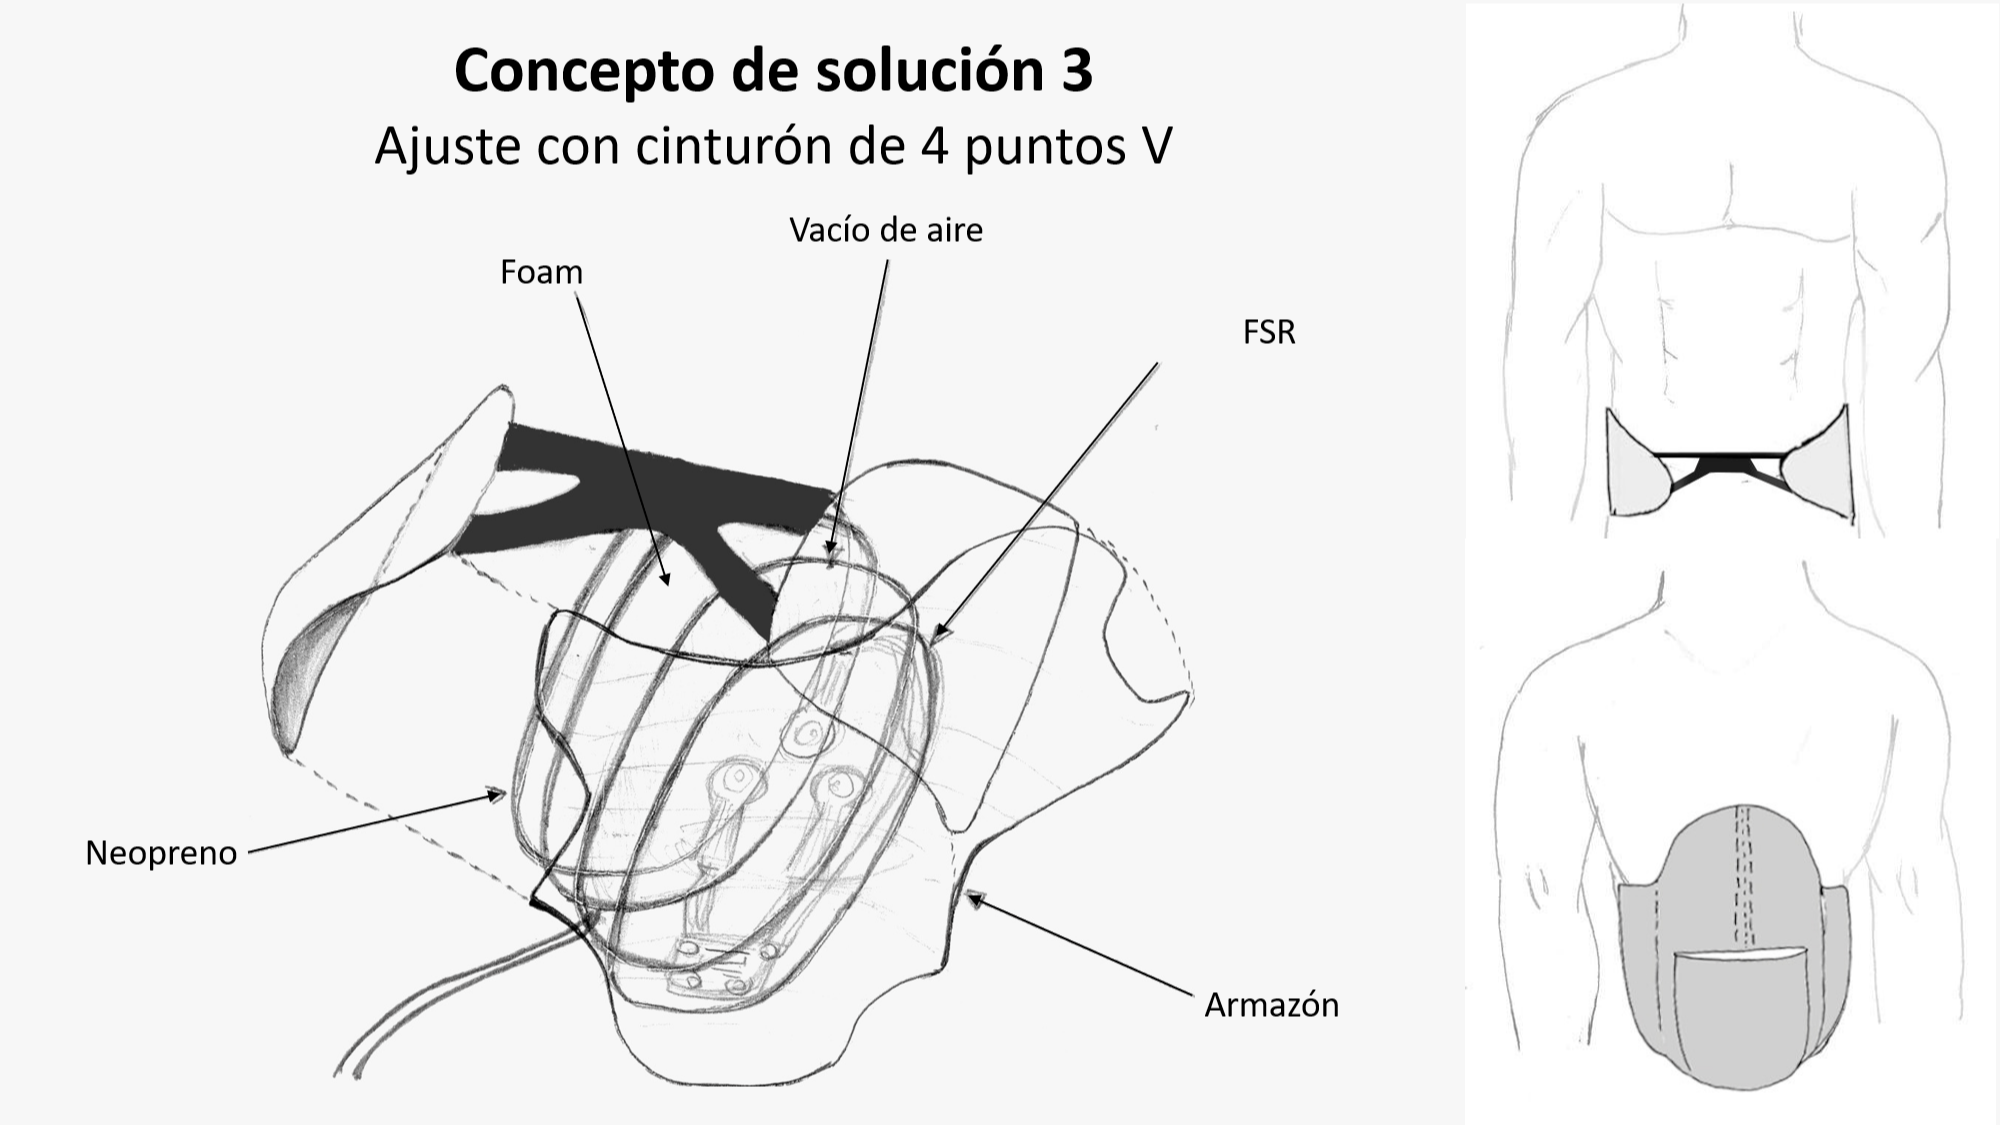 Concepto de solución 3
Ajuste con cinturón de 4 puntos V
Vacío de aire
Foam
FSR
Neopreno
Armazón